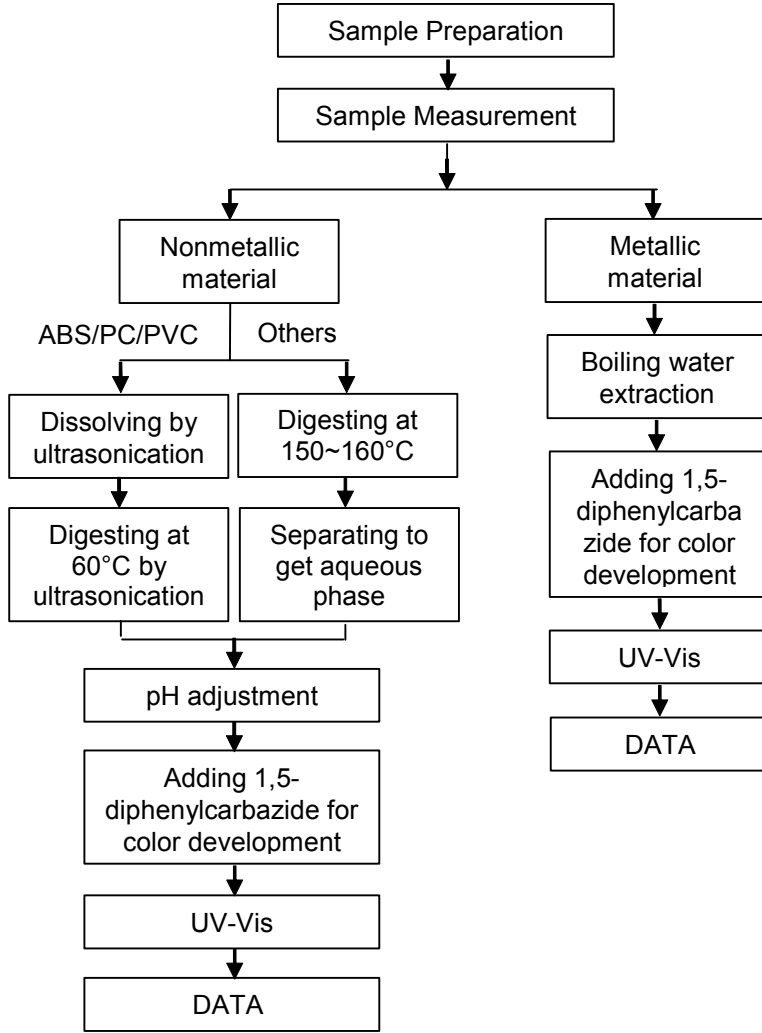 Sample Preparation
Sample Measurement
Nonmetallic
material
ABS/PC/PVC
Others
Dissolving by
ultrasonication
Digesting at
150~160°C
Digesting at
60°C by
ultrasonication
Separating to
get aqueous
phase
pH adjustment
Adding 1,5-
diphenylcarbazide for
color development
UV-Vis
DATA
Metallic
material
Boiling water
extraction
Adding 1,5-
diphenylcarba
zide for color
development
UV-Vis
DATA